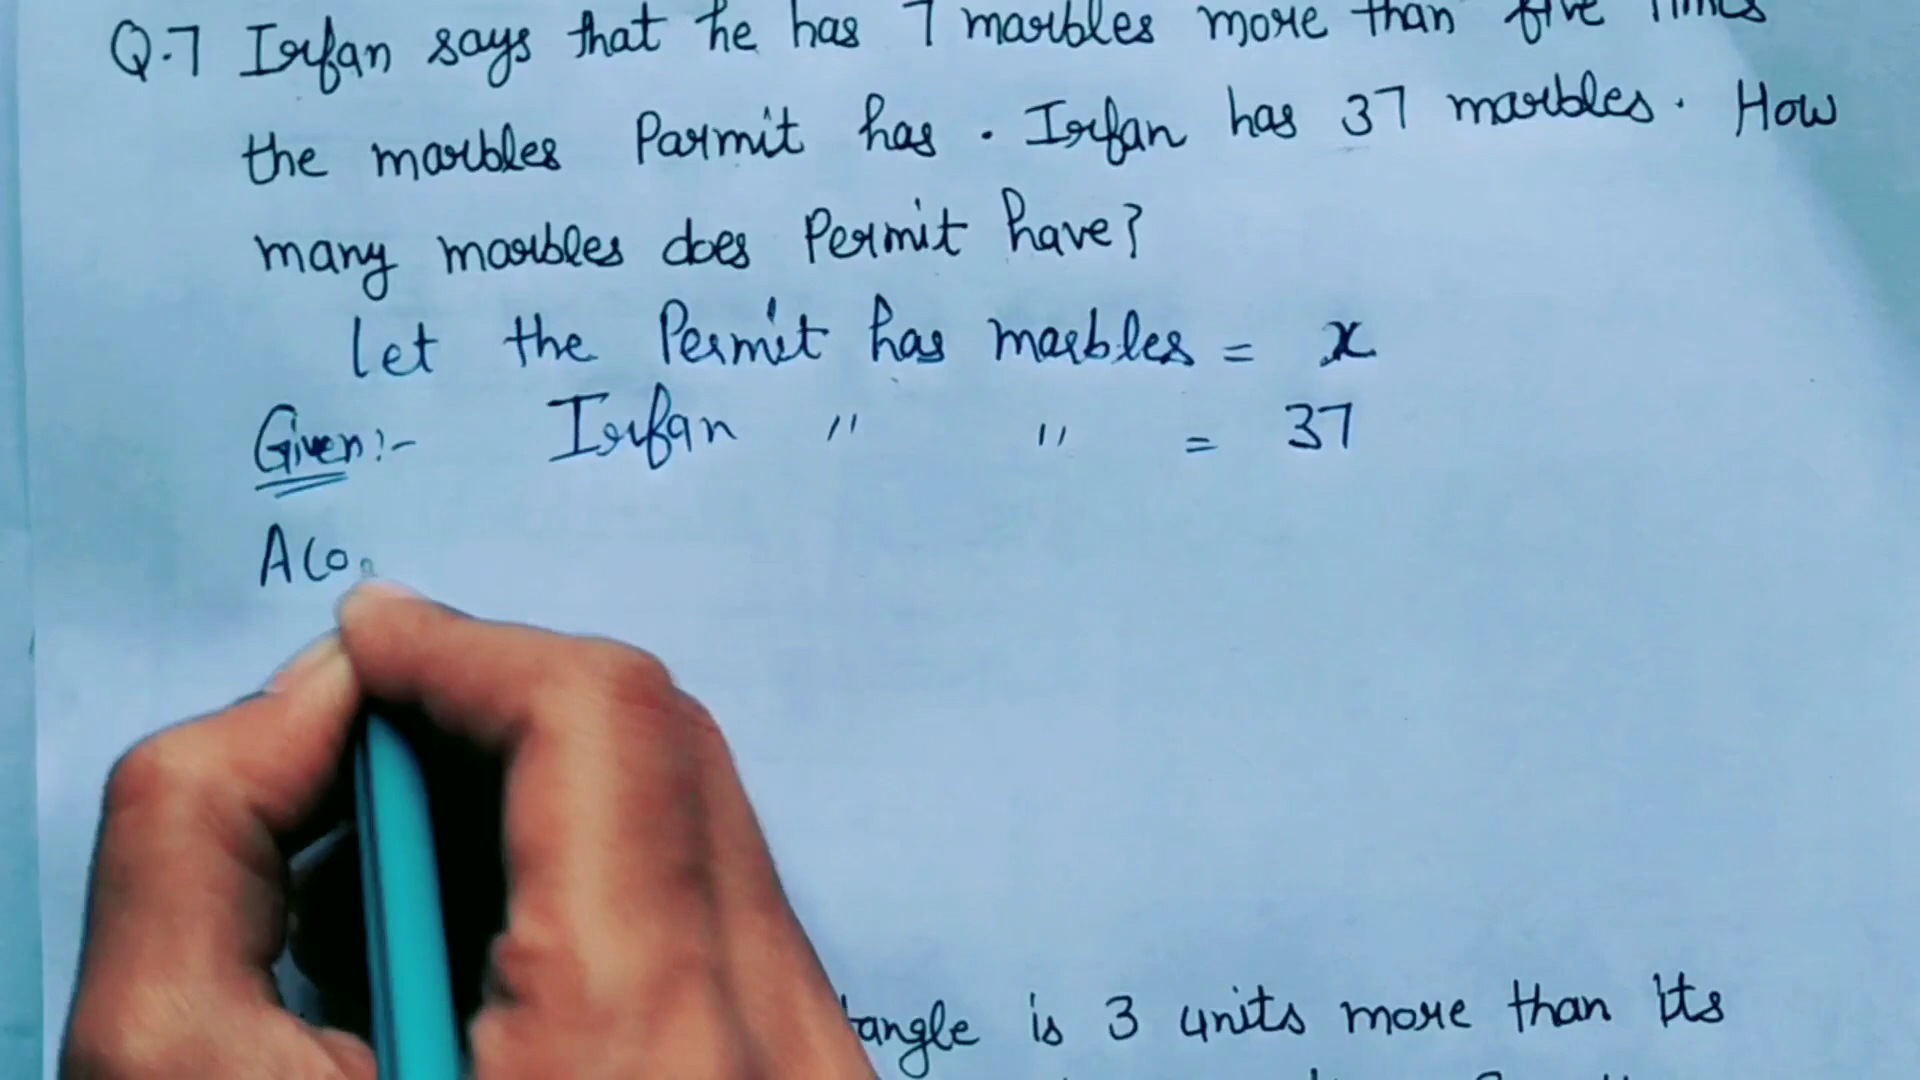 Q.7 Irfan says that he has 7 marbles more than five times
the marbles Parmit has. Irfan has 37 marbles. How
many marbles does Permit have?
Let the Permit has marbles = x
Given:- Irfan " " = 37
Aco
angle is 3 units more than its